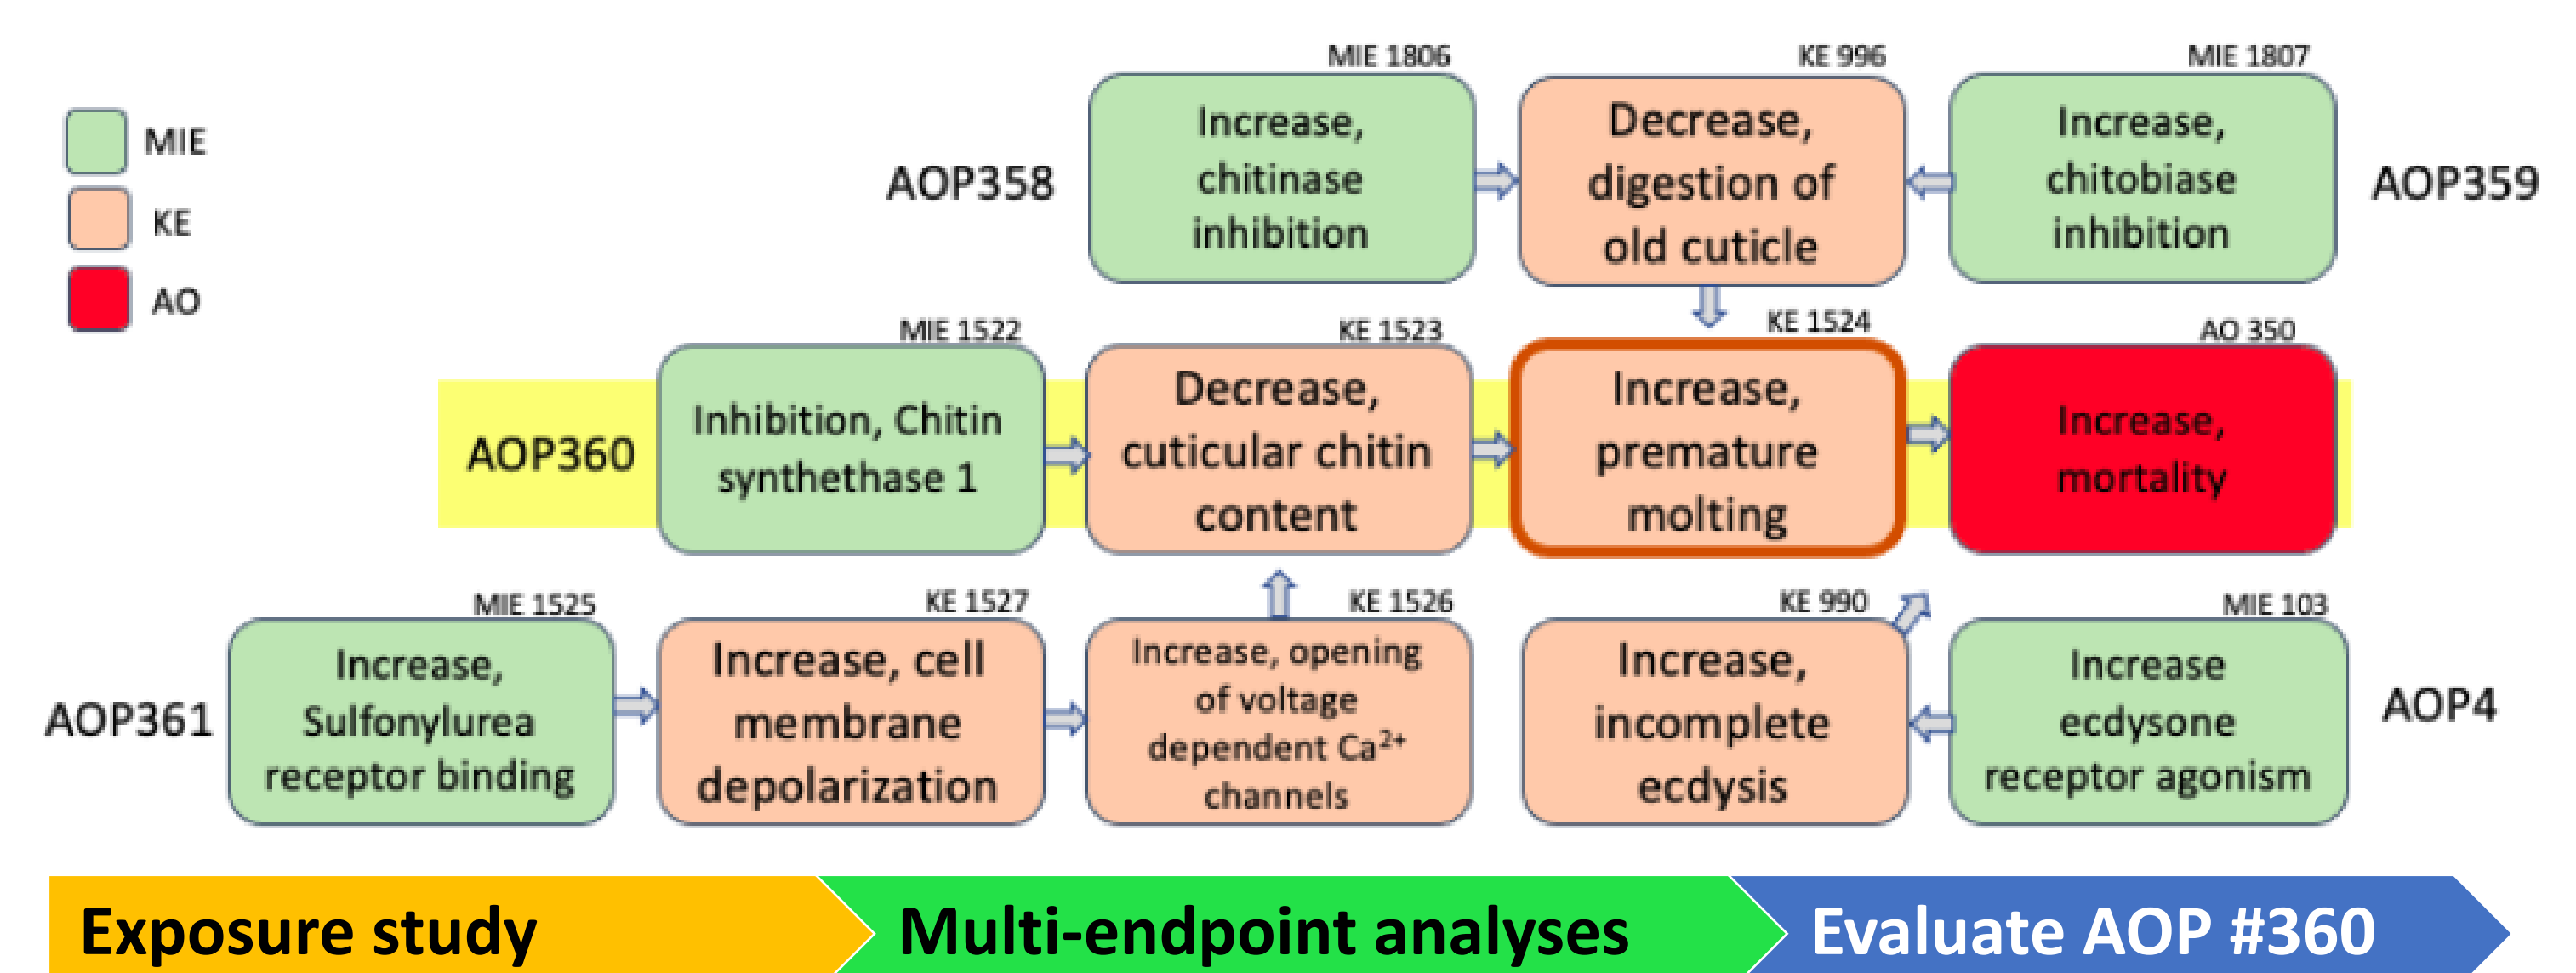 MIE
KE
AO
AOP358
MIE 1806
Increase,
chitinase
inhibition
KE 996
Decrease,
digestion of
old cuticle
MIE 1807
Increase,
chitobiase
inhibition
AOP359
AOP360
MIE 1522
Inhibition, Chitin
synthethase 1
KE 1523
Decrease,
cuticular chitin
content
KE 1524
Increase,
premature
molting
AO 350
Increase,
mortality
AOP361
MIE 1525
Increase,
Sulfonylurea
receptor binding
KE 1527
Increase, cell
membrane
depolarization
KE 1526
Increase, opening
of voltage
dependent Ca²⁺
channels
KE 990
Increase,
incomplete
ecdysis
MIE 103
Increase
ecdysone
receptor agonism
AOP4
Exposure study
Multi-endpoint analyses
Evaluate AOP #360